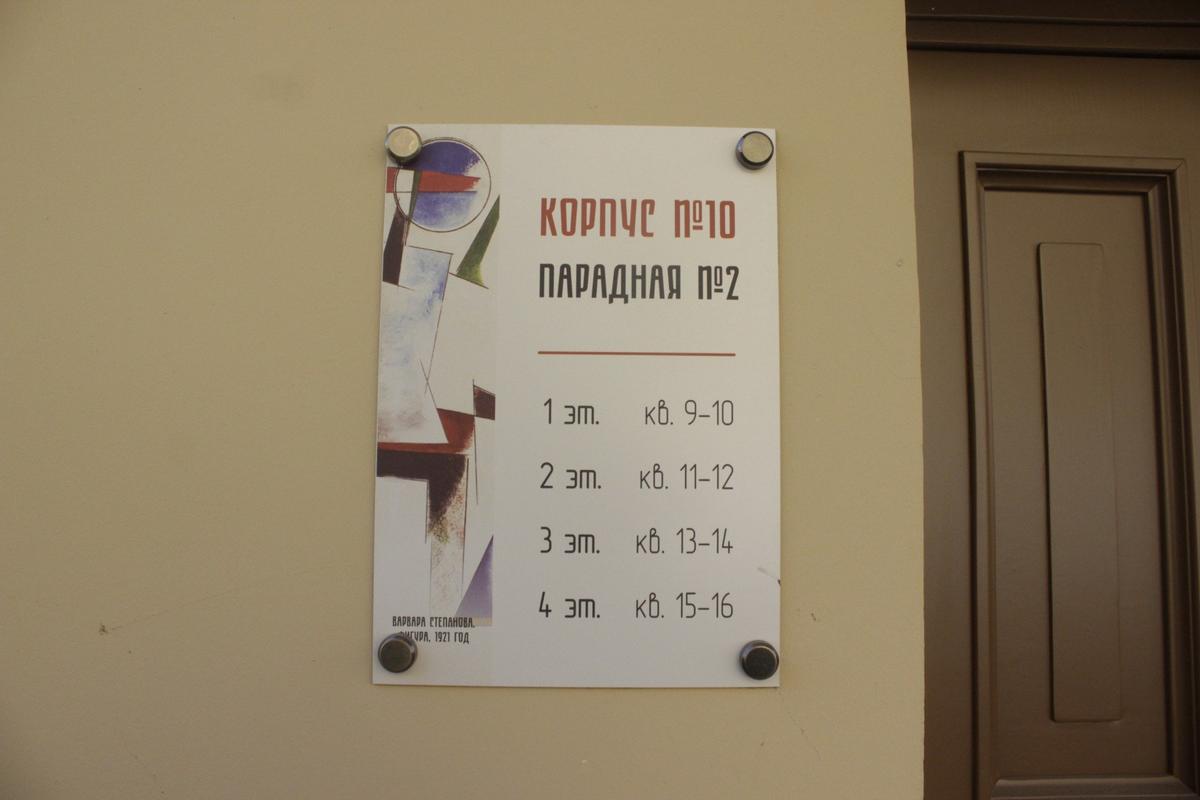 КОРПУС №10
ПАРАДНАЯ №2
1 эт. кв. 9–10
2 эт. кв. 11–12
3 эт. кв. 13–14
4 эт. кв. 15–16
ВАРВАРА СТЕПАНОВА.
ФИГУРА, 1921 ГОД